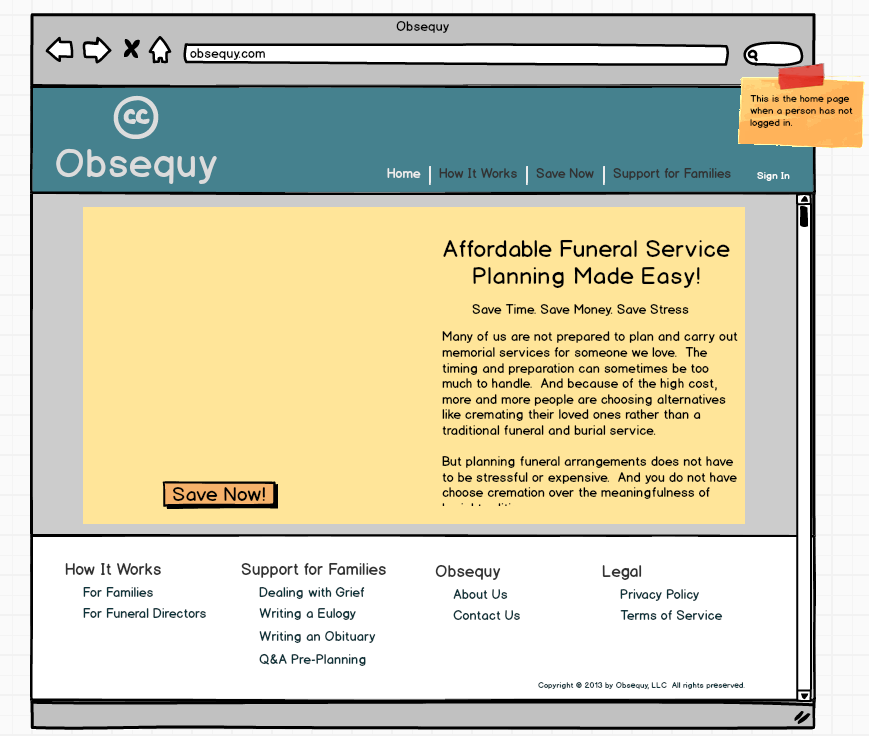 Obsequy
obsequy.com
This is the home page
when a person has not
logged in.
cc
Obsequy
Home
How It Works
Save Now
Support for Families
Sign In
Affordable Funeral Service
Planning Made Easy!
Save Time. Save Money. Save Stress
Many of us are not prepared to plan and carry out
memorial services for someone we love. The
timing and preparation can sometimes be too
much to handle. And because of the high cost,
more and more people are choosing alternatives
like cremating their loved ones rather than a
traditional funeral and burial service.
But planning funeral arrangements does not have
to be stressful or expensive. And you do not have
choose cremation over the meaningfulness of
Save Now!
How It Works
For Families
For Funeral Directors
Support for Families
Dealing with Grief
Writing a Eulogy
Writing an Obituary
Q&A Pre-Planning
Obsequy
About Us
Contact Us
Legal
Privacy Policy
Terms of Service
Copyright © 2013 by Obsequy, LLC All rights preserved.